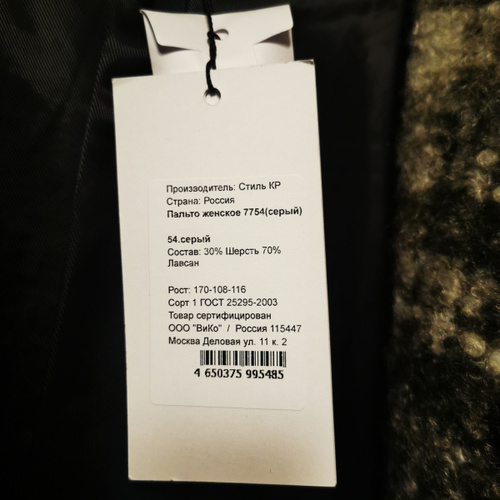 Произаодитель: Стиль КР
Страна: Россия
Пальто женское 7754(серый)
54.серый
Состав: 30% Шерсть 70%
Лавсан
Рост: 170-108-116
Сорт 1 ГОСТ 25295-2003
Товар сертифицирован
ООО "ВиКо" / Россия 115447
Москва Деловая ул. 11 к. 2
4 650375 995485